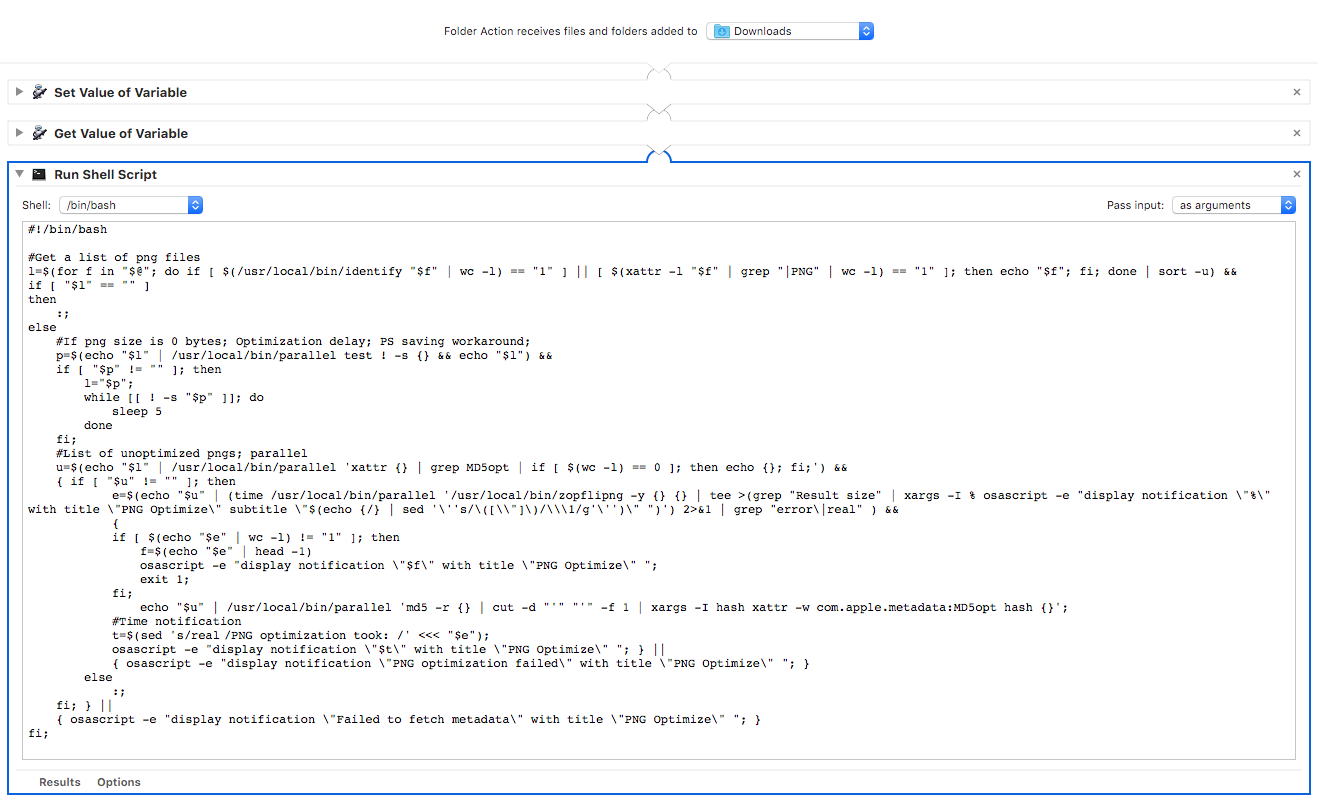 Folder Action receives files and folders added to Downloads
Set Value of Variable ×
Get Value of Variable ×
Run Shell Script ×
Shell: /bin/bash Pass input: as arguments
#!/bin/bash

#Get a list of png files
l=$(for f in "$@"; do if [ $(/usr/local/bin/identify "$f" | wc -l) == "1" ] || [ $(xattr -l "$f" | grep "|PNG" | wc -l) == "1" ]; then echo "$f"; fi; done | sort -u) &&
if [ "$l" == "" ]
then
    :;
else
    #If png size is 0 bytes; Optimization delay; PS saving workaround;
    p=$(echo "$l" | /usr/local/bin/parallel test ! -s {} && echo "$l") &&
    if [ "$p" != "" ]; then
        l="$p";
        while [[ ! -s "$p" ]]; do
            sleep 5
        done
    fi;
    #List of unoptimized pngs; parallel
    u=$(echo "$l" | /usr/local/bin/parallel 'xattr {} | grep MD5opt | if [ $(wc -l) == 0 ]; then echo {}; fi;') &&
    { if [ "$u" != "" ]; then
            e=$(echo "$u" | (time /usr/local/bin/parallel '/usr/local/bin/zopflipng -y {} {} | tee >(grep "Result size" | xargs -I % osascript -e "display notification \"%\"
with title \"PNG Optimize\" subtitle \"$(echo {/} | sed '\''s/\([\\"]\)/\\\1/g'\'')\" ")') 2>&1 | grep "error\|real" ) &&
            {
            if [ $(echo "$e" | wc -l) != "1" ]; then
                f=$(echo "$e" | head -1)
                osascript -e "display notification \"$f\" with title \"PNG Optimize\" ";
                exit 1;
            fi;
                echo "$u" | /usr/local/bin/parallel 'md5 -r {} | cut -d "'" "'" -f 1 | xargs -I hash xattr -w com.apple.metadata:MD5opt hash {}';
            #Time notification
            t=$(sed 's/real /PNG optimization took: /' <<< "$e");
            osascript -e "display notification \"$t\" with title \"PNG Optimize\" "; } ||
            { osascript -e "display notification \"PNG optimization failed\" with title \"PNG Optimize\" "; }
        else
            :;
    fi; } ||
    { osascript -e "display notification \"Failed to fetch metadata\" with title \"PNG Optimize\" "; }
fi;
Results Options